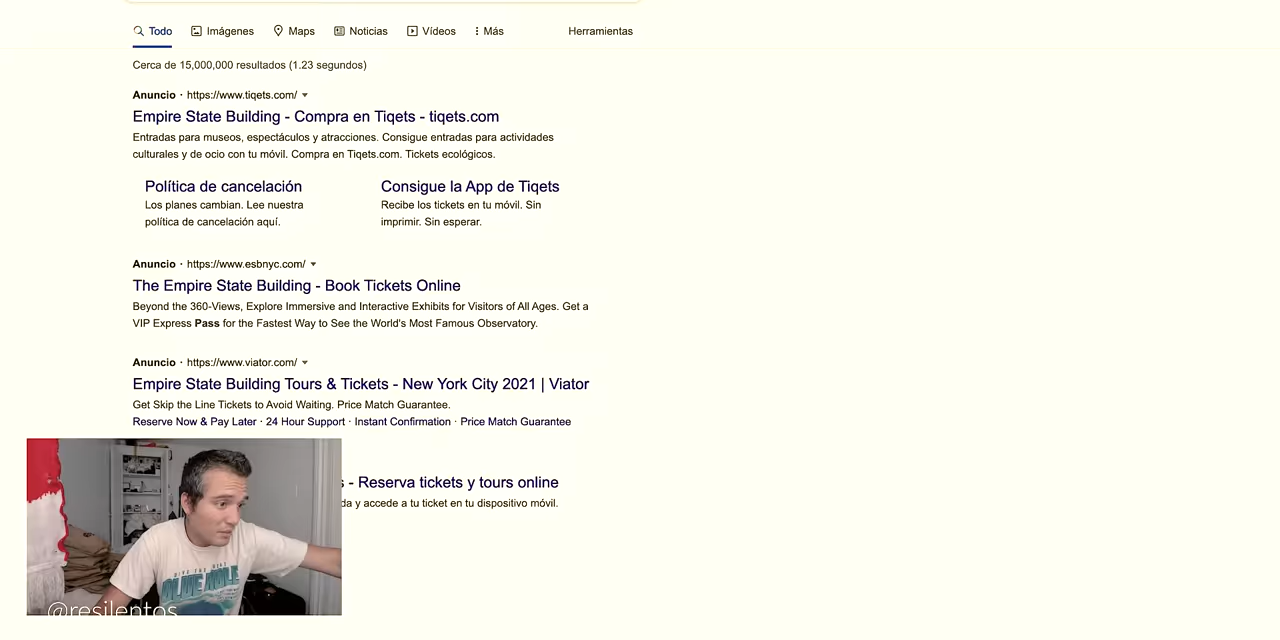 Todo Imágenes Maps Noticias Vídeos Más Herramientas
Cerca de 15,000,000 resultados (1.23 segundos)
Anuncio · https://www.tiqets.com/
Empire State Building - Compra en Tiqets - tiqets.com
Entradas para museos, espectáculos y atracciones. Consigue entradas para actividades
culturales y de ocio con tu móvil. Compra en Tiqets.com. Tickets ecológicos.
Política de cancelación
Los planes cambian. Lee nuestra
política de cancelación aquí.
Consigue la App de Tiqets
Recibe los tickets en tu móvil. Sin
imprimir. Sin esperar.
Anuncio · https://www.esbnyc.com/
The Empire State Building - Book Tickets Online
Beyond the 360-Views, Explore Immersive and Interactive Exhibits for Visitors of All Ages. Get a
VIP Express Pass for the Fastest Way to See the World's Most Famous Observatory.
Anuncio · https://www.viator.com/
Empire State Building Tours & Tickets - New York City 2021 | Viator
Get Skip the Line Tickets to Avoid Waiting. Price Match Guarantee.
Reserve Now & Pay Later · 24 Hour Support · Instant Confirmation · Price Match Guarantee
s - Reserva tickets y tours online
da y accede a tu ticket en tu dispositivo móvil.
DIVE THE BEST
BLUE HOLE
@resilentos